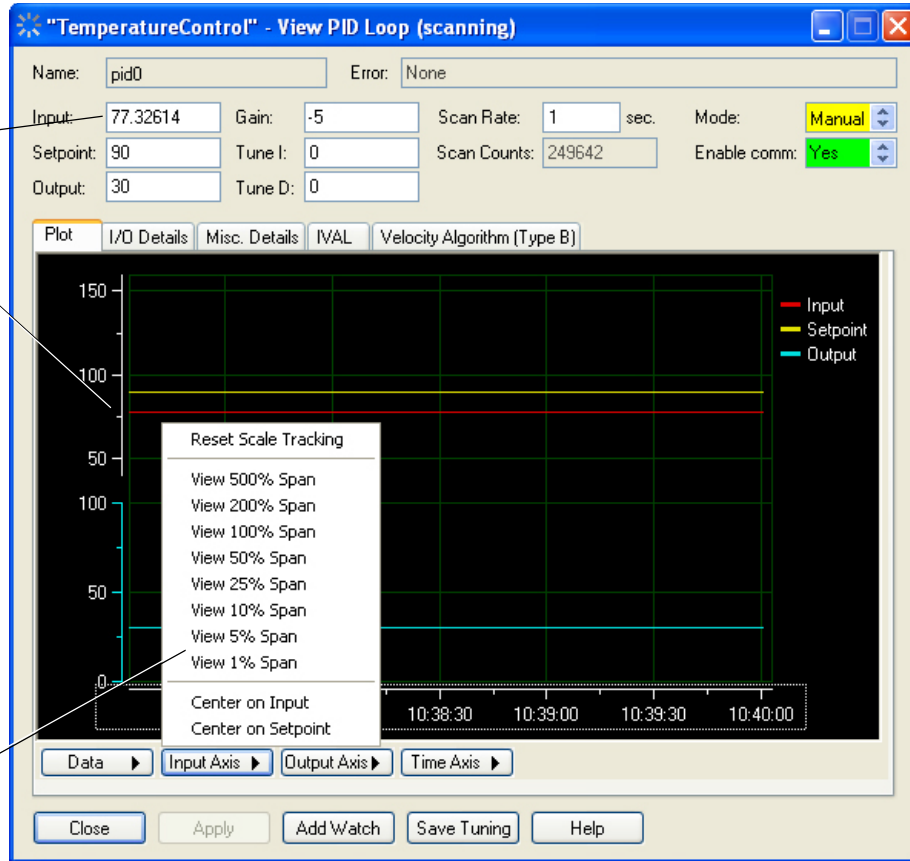 "TemperatureControl" - View PID Loop (scanning)
Name: pid0 Error: None
Input: 77.32614 Gain: -5 Scan Rate: 1 sec. Mode: Manual
Setpoint: 90 Tune I: 0 Scan Counts: 249642 Enable comm: Yes
Output: 30 Tune D: 0
Plot I/O Details Misc. Details IVAL Velocity Algorithm (Type B)
150
100
50
Input
Setpoint
Output
100
50
0
Reset Scale Tracking
View 500% Span
View 200% Span
View 100% Span
View 50% Span
View 25% Span
View 10% Span
View 5% Span
View 1% Span
Center on Input
Center on Setpoint
10:38:30 10:39:00 10:39:30 10:40:00
Data Input Axis Output Axis Time Axis
Close Apply Add Watch Save Tuning Help